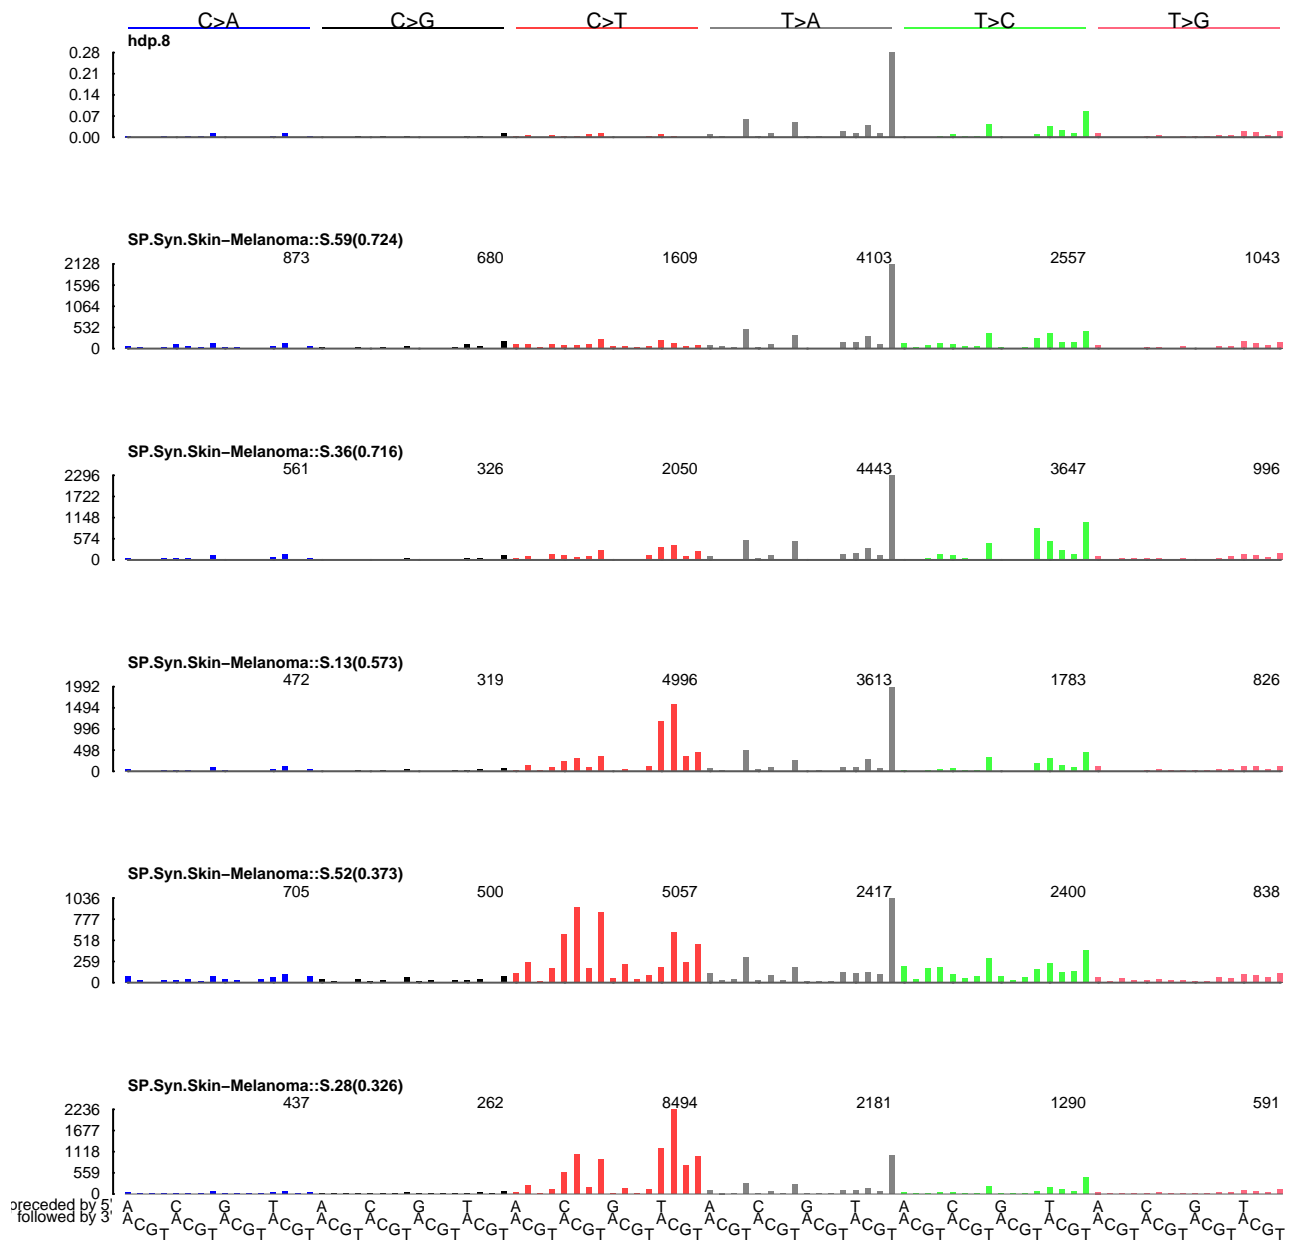 C>A C>G C>T T>A T>C T>G
hdp.8
0.28
0.21
0.14
0.07
0.00
SP.Syn.Skin−Melanoma::S.59(0.724)
873 680 1609 4103 2557 1043
2128
1596
1064
532
0
SP.Syn.Skin−Melanoma::S.36(0.716)
561 326 2050 4443 3647 996
2296
1722
1148
574
0
SP.Syn.Skin−Melanoma::S.13(0.573)
472 319 4996 3613 1783 826
1992
1494
996
498
0
SP.Syn.Skin−Melanoma::S.52(0.373)
705 500 5057 2417 2400 838
1036
777
518
259
0
SP.Syn.Skin−Melanoma::S.28(0.326)
437 262 8494 2181 1290 591
2236
1677
1118
559
0
preceded by 5' A C G T A C G T A C G T A C G T A C G T A C G T
followed by 3' A C G T A C G T A C G T A C G T A C G T A C G T A C G T A C G T A C G T A C G T A C G T A C G T A C G T A C G T A C G T A C G T A C G T A C G T A C G T A C G T A C G T A C G T A C G T A C G T